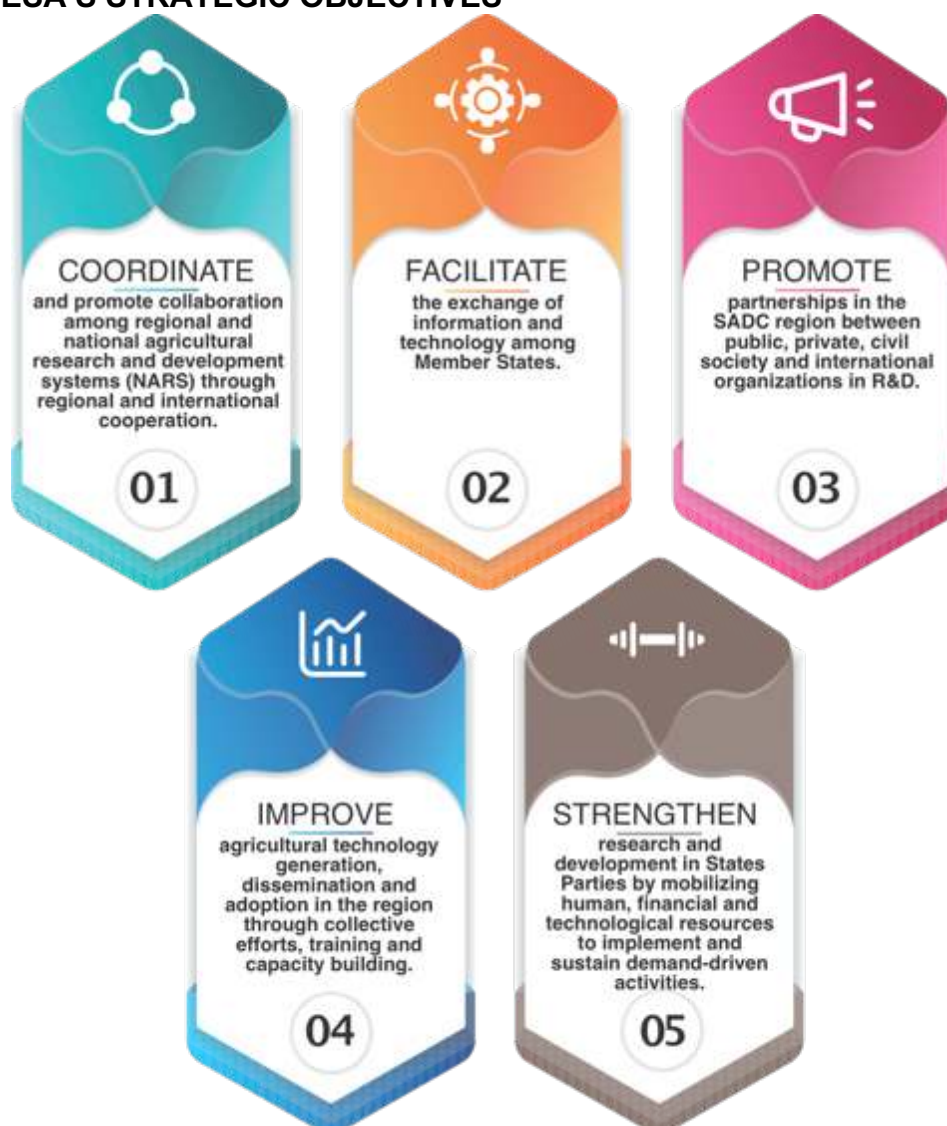 STRATEGIC OBJECTIVES
COORDINATE
and promote collaboration
among regional and
national agricultural
research and development
systems (NARS) through
regional and international
cooperation.
01
FACILITATE
the exchange of
information and
technology among
Member States.
02
PROMOTE
partnerships in the
SADC region between
public, private, civil
society and international
organizations in R&D.
03
IMPROVE
agricultural technology
generation,
dissemination and
adoption in the region
through collective
efforts, training and
capacity building.
04
STRENGTHEN
research and
development in States
Parties by mobilizing
human, financial and
technological resources
to implement and
sustain demand-driven
activities.
05